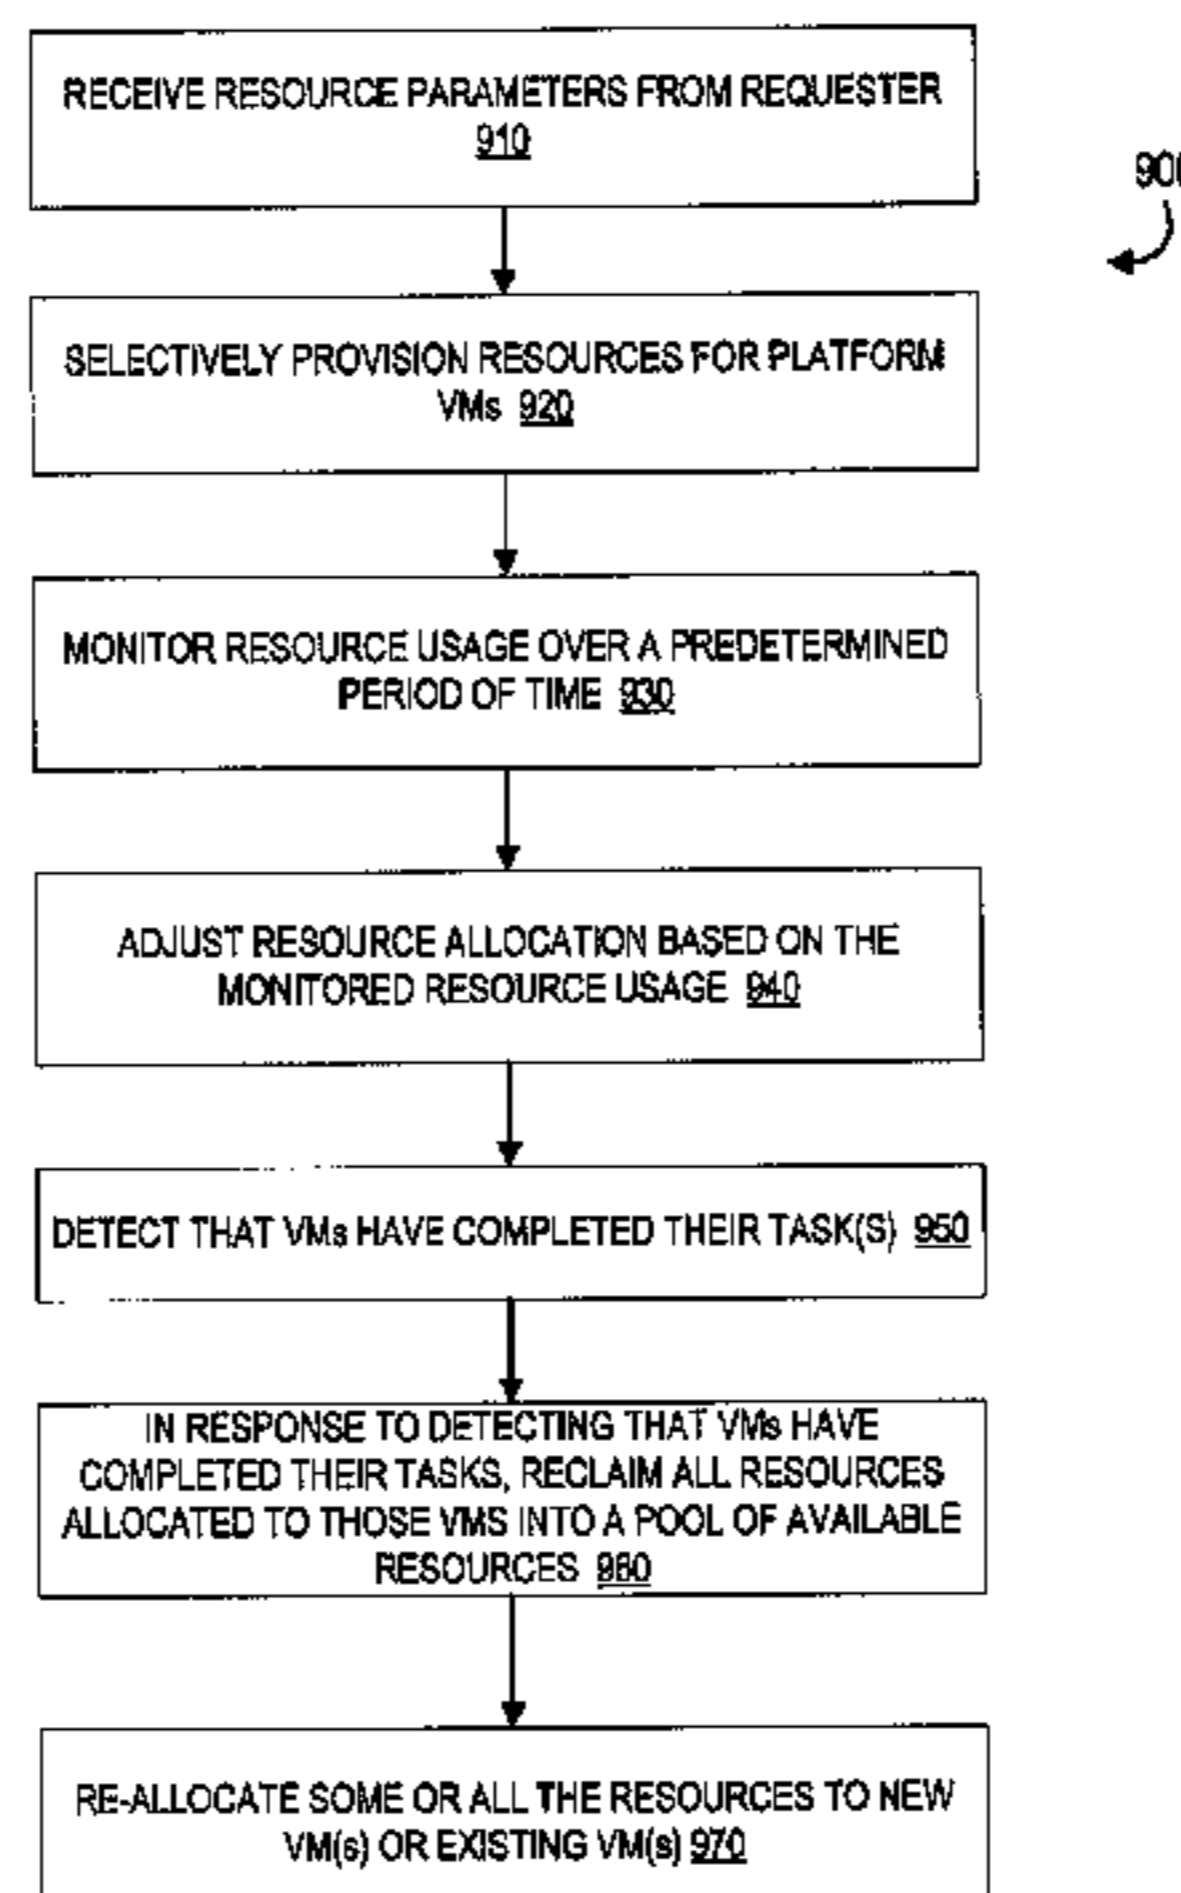 RECEIVE RESOURCE PARAMETERS FROM REQUESTER
910
900
SELECTIVELY PROVISION RESOURCES FOR PLATFORM
VMs 920
MONITOR RESOURCE USAGE OVER A PREDETERMINED
PERIOD OF TIME 930
ADJUST RESOURCE ALLOCATION BASED ON THE
MONITORED RESOURCE USAGE 940
DETECT THAT VMs HAVE COMPLETED THEIR TASK(S) 950
IN RESPONSE TO DETECTING THAT VMs HAVE
COMPLETED THEIR TASKS, RECLAIM ALL RESOURCES
ALLOCATED TO THOSE VMS INTO A POOL OF AVAILABLE
RESOURCES 960
RE-ALLOCATE SOME OR ALL THE RESOURCES TO NEW
VM(s) OR EXISTING VM(s) 970